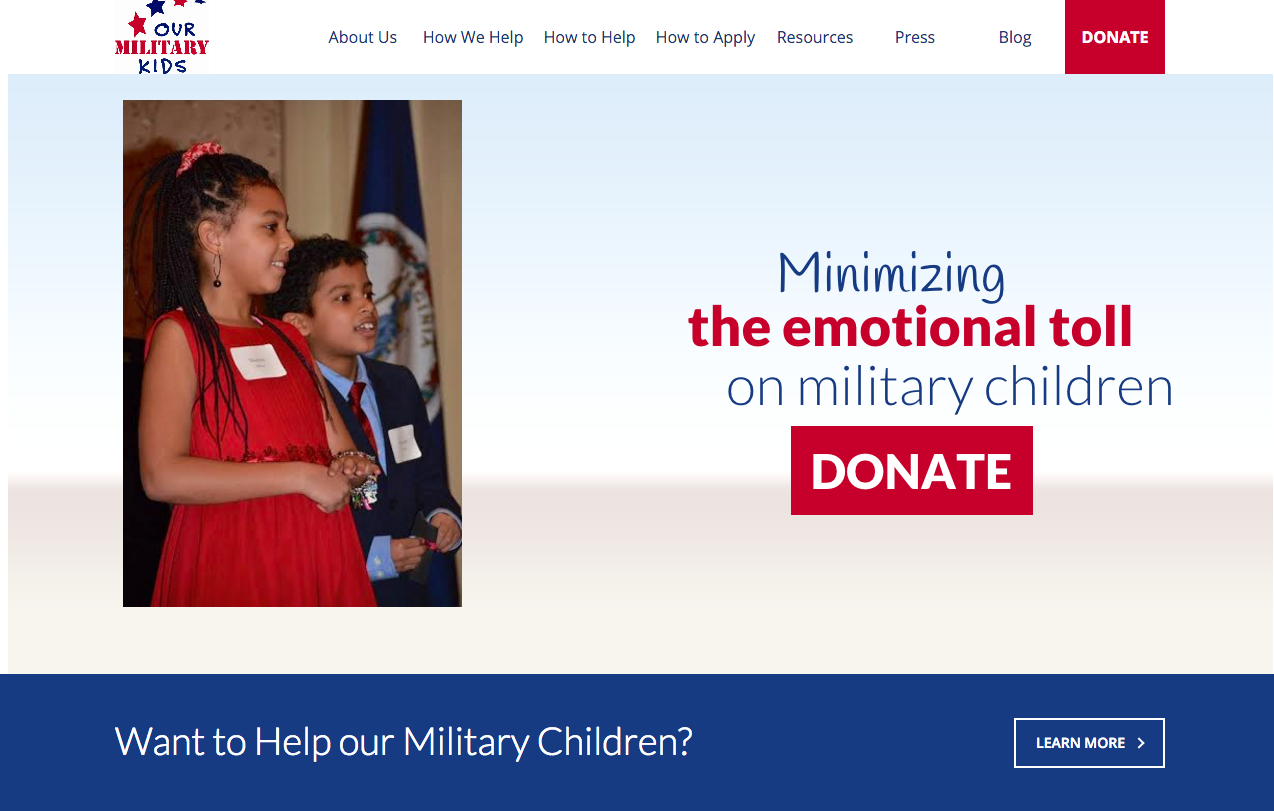 OUR
MILITARY
KIDS
About Us How We Help How to Help How to Apply Resources Press Blog DONATE
Minimizing
the emotional toll
on military children
DONATE
Want to Help our Military Children?
LEARN MORE